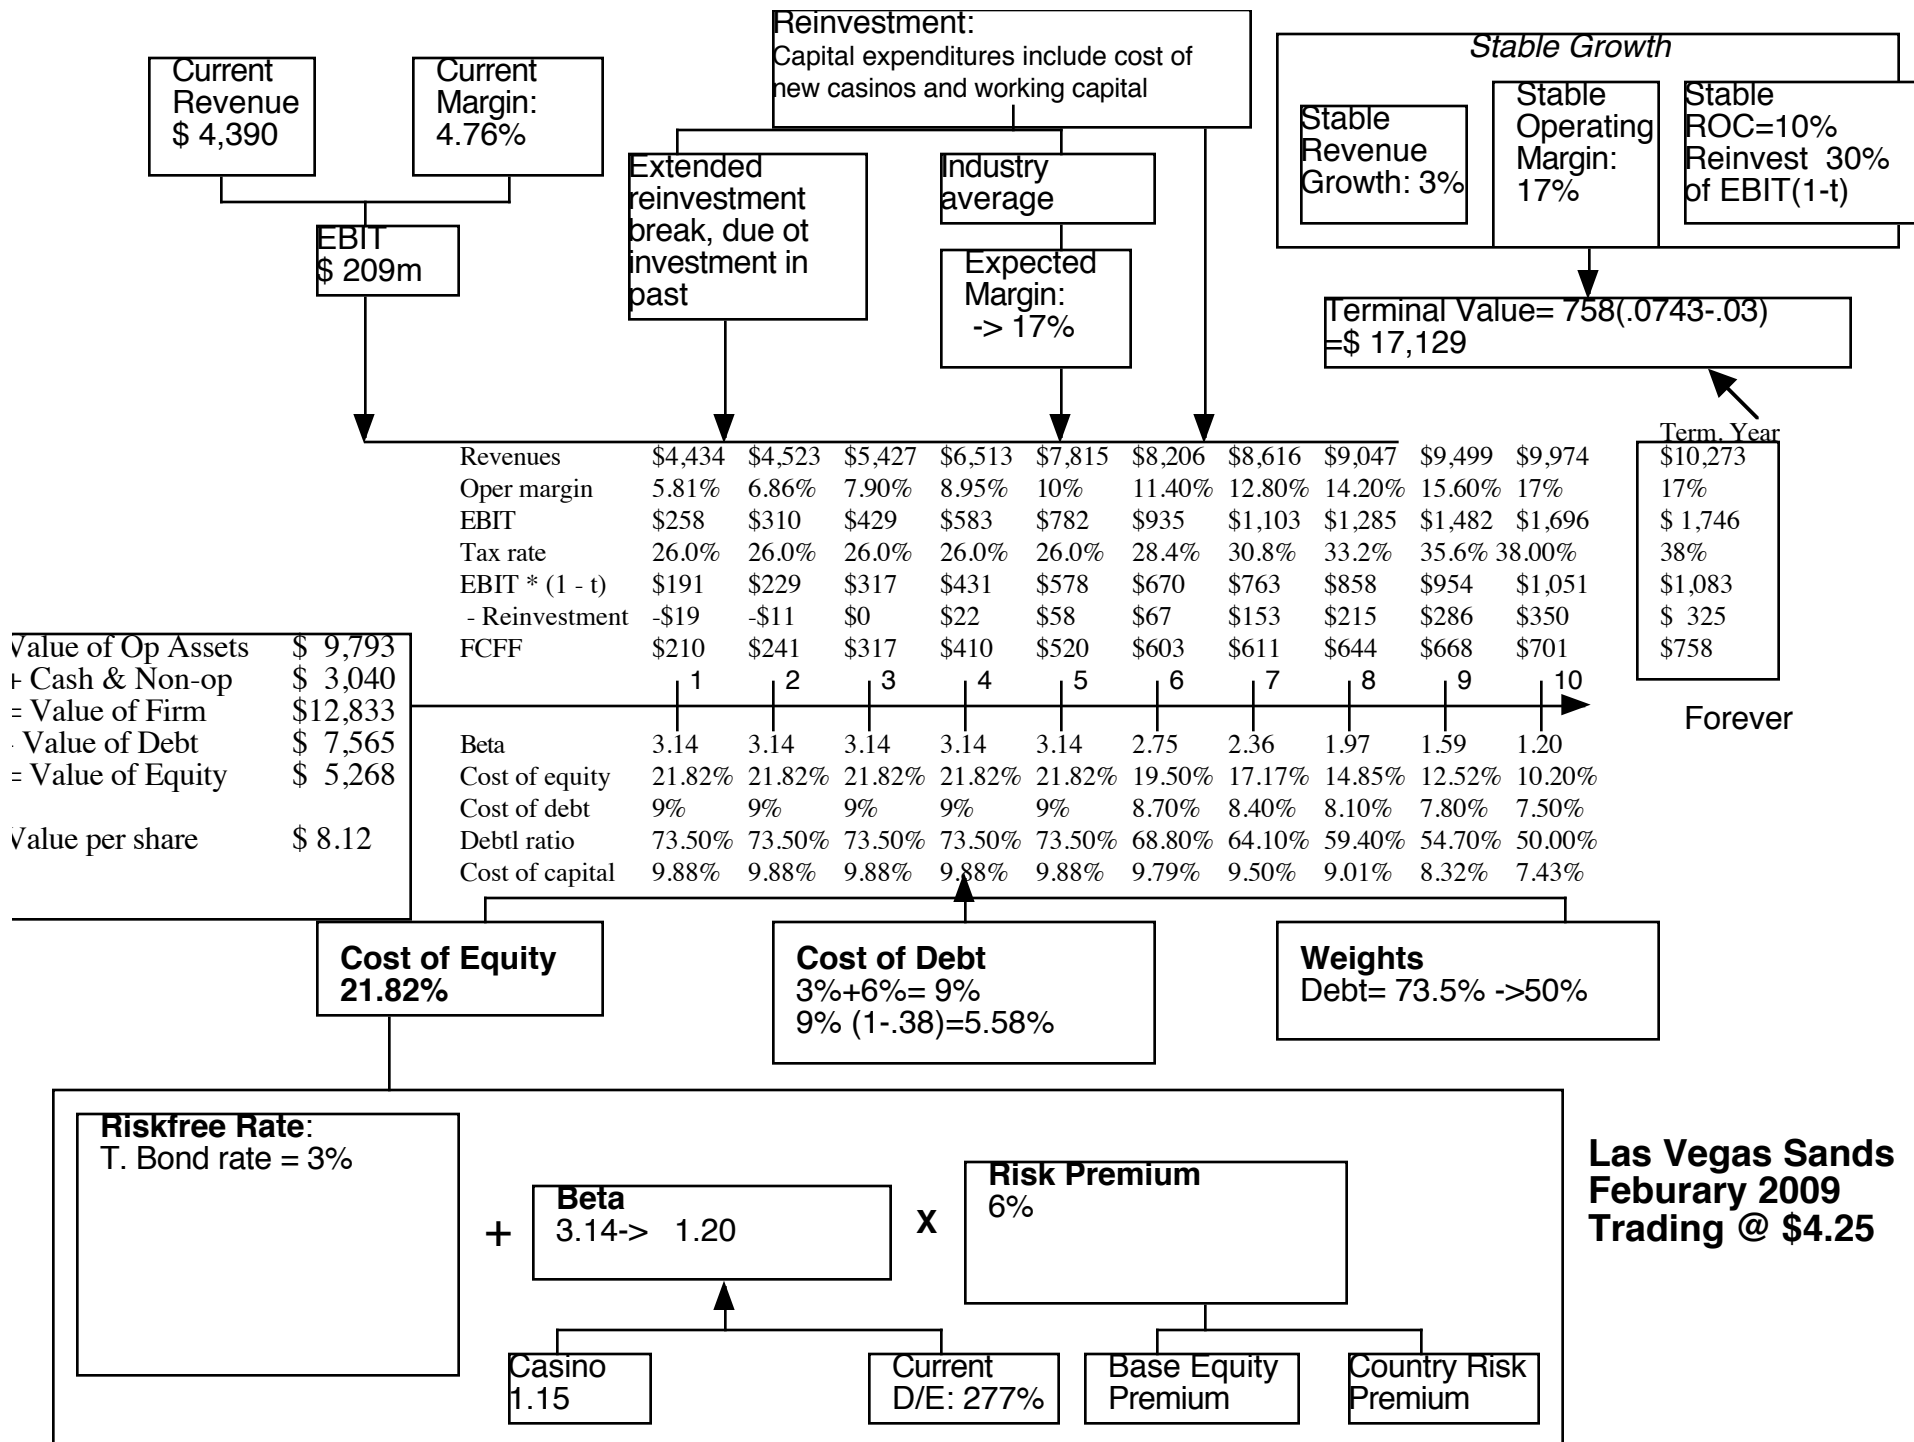 Reinvestment:
Capital expenditures include cost of
new casinos and working capital
Stable Growth
Current
Revenue
$ 4,390
Current
Margin:
4.76%
Stable
Revenue
Growth: 3%
Stable
Operating
Margin:
17%
Stable
ROC=10%
Reinvest 30%
of EBIT(1-t)
Extended
reinvestment
break, due ot
investment in
past
Industry
average
EBIT
$ 209m
Expected
Margin:
-> 17%
Terminal Value= 758(.0743-.03)
=$ 17,129
Term. Year
Revenues $4,434 $4,523 $5,427 $6,513 $7,815 $8,206 $8,616 $9,047 $9,499 $9,974 $10,273
Oper margin 5.81% 6.86% 7.90% 8.95% 10% 11.40% 12.80% 14.20% 15.60% 17% 17%
EBIT $258 $310 $429 $583 $782 $935 $1,103 $1,285 $1,482 $1,696 $ 1,746
Tax rate 26.0% 26.0% 26.0% 26.0% 26.0% 28.4% 30.8% 33.2% 35.6% 38.00% 38%
EBIT * (1 - t) $191 $229 $317 $431 $578 $670 $763 $858 $954 $1,051 $1,083
- Reinvestment -$19 -$11 $0 $22 $58 $67 $153 $215 $286 $350 $ 325
FCFF $210 $241 $317 $410 $520 $603 $611 $644 $668 $701 $758
1 2 3 4 5 6 7 8 9 10
Forever
Value of Op Assets $ 9,793
+ Cash & Non-op $ 3,040
= Value of Firm $12,833
- Value of Debt $ 7,565
= Value of Equity $ 5,268
Value per share $ 8.12
Beta 3.14 3.14 3.14 3.14 3.14 2.75 2.36 1.97 1.59 1.20
Cost of equity 21.82% 21.82% 21.82% 21.82% 21.82% 19.50% 17.17% 14.85% 12.52% 10.20%
Cost of debt 9% 9% 9% 9% 9% 8.70% 8.40% 8.10% 7.80% 7.50%
Debtl ratio 73.50% 73.50% 73.50% 73.50% 73.50% 68.80% 64.10% 59.40% 54.70% 50.00%
Cost of capital 9.88% 9.88% 9.88% 9.88% 9.88% 9.79% 9.50% 9.01% 8.32% 7.43%
Cost of Equity
21.82%
Cost of Debt
3%+6%= 9%
9% (1-.38)=5.58%
Weights
Debt= 73.5% ->50%
Riskfree Rate:
T. Bond rate = 3%
+
Beta
3.14-> 1.20
X
Risk Premium
6%
Las Vegas Sands
Feburary 2009
Trading @ $4.25
Casino
1.15
Current
D/E: 277%
Base Equity
Premium
Country Risk
Premium